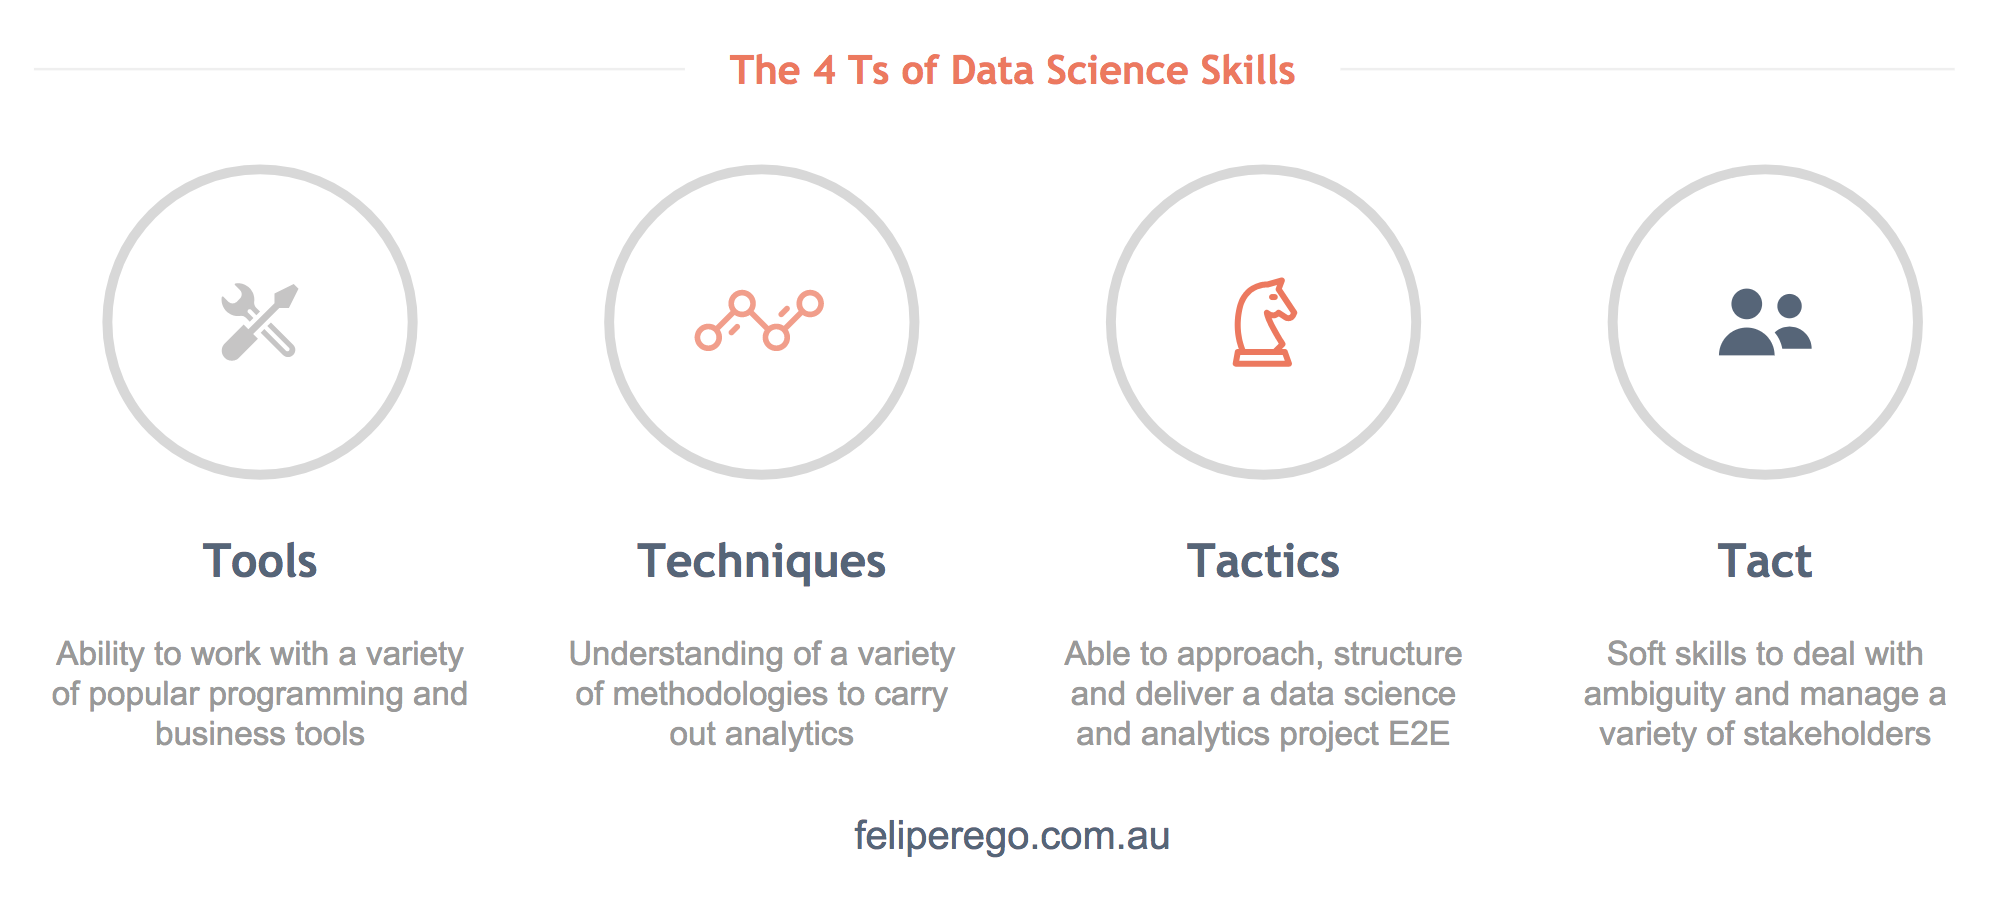 The 4 Ts of Data Science Skills
Tools
Ability to work with a variety
of popular programming and
business tools
Techniques
Understanding of a variety
of methodologies to carry
out analytics
Tactics
Able to approach, structure
and deliver a data science
and analytics project E2E
Tact
Soft skills to deal with
ambiguity and manage a
variety of stakeholders
feliperego.com.au